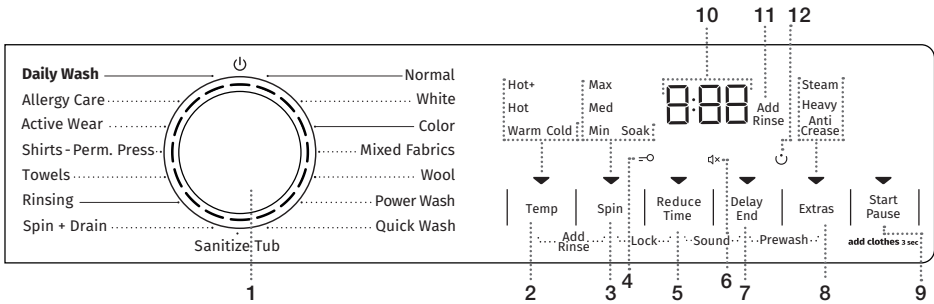 10 11 12
Daily Wash
Allergy Care
Active Wear
Shirts - Perm. Press
Towels
Rinsing
Spin + Drain
Sanitize Tub
Normal
White
Color
Mixed Fabrics
Wool
Power Wash
Quick Wash
Hot+
Hot
Warm Cold
Max
Med
Min Soak
8:88
Add
Rinse
Steam
Heavy
Anti
Crease
Temp
Spin
Reduce
Time
Delay
End
Extras
Start
Pause
Add
Rinse
Lock
Sound
Prewash
add clothes 3 sec
1 2 3 4 5 6 7 8 9